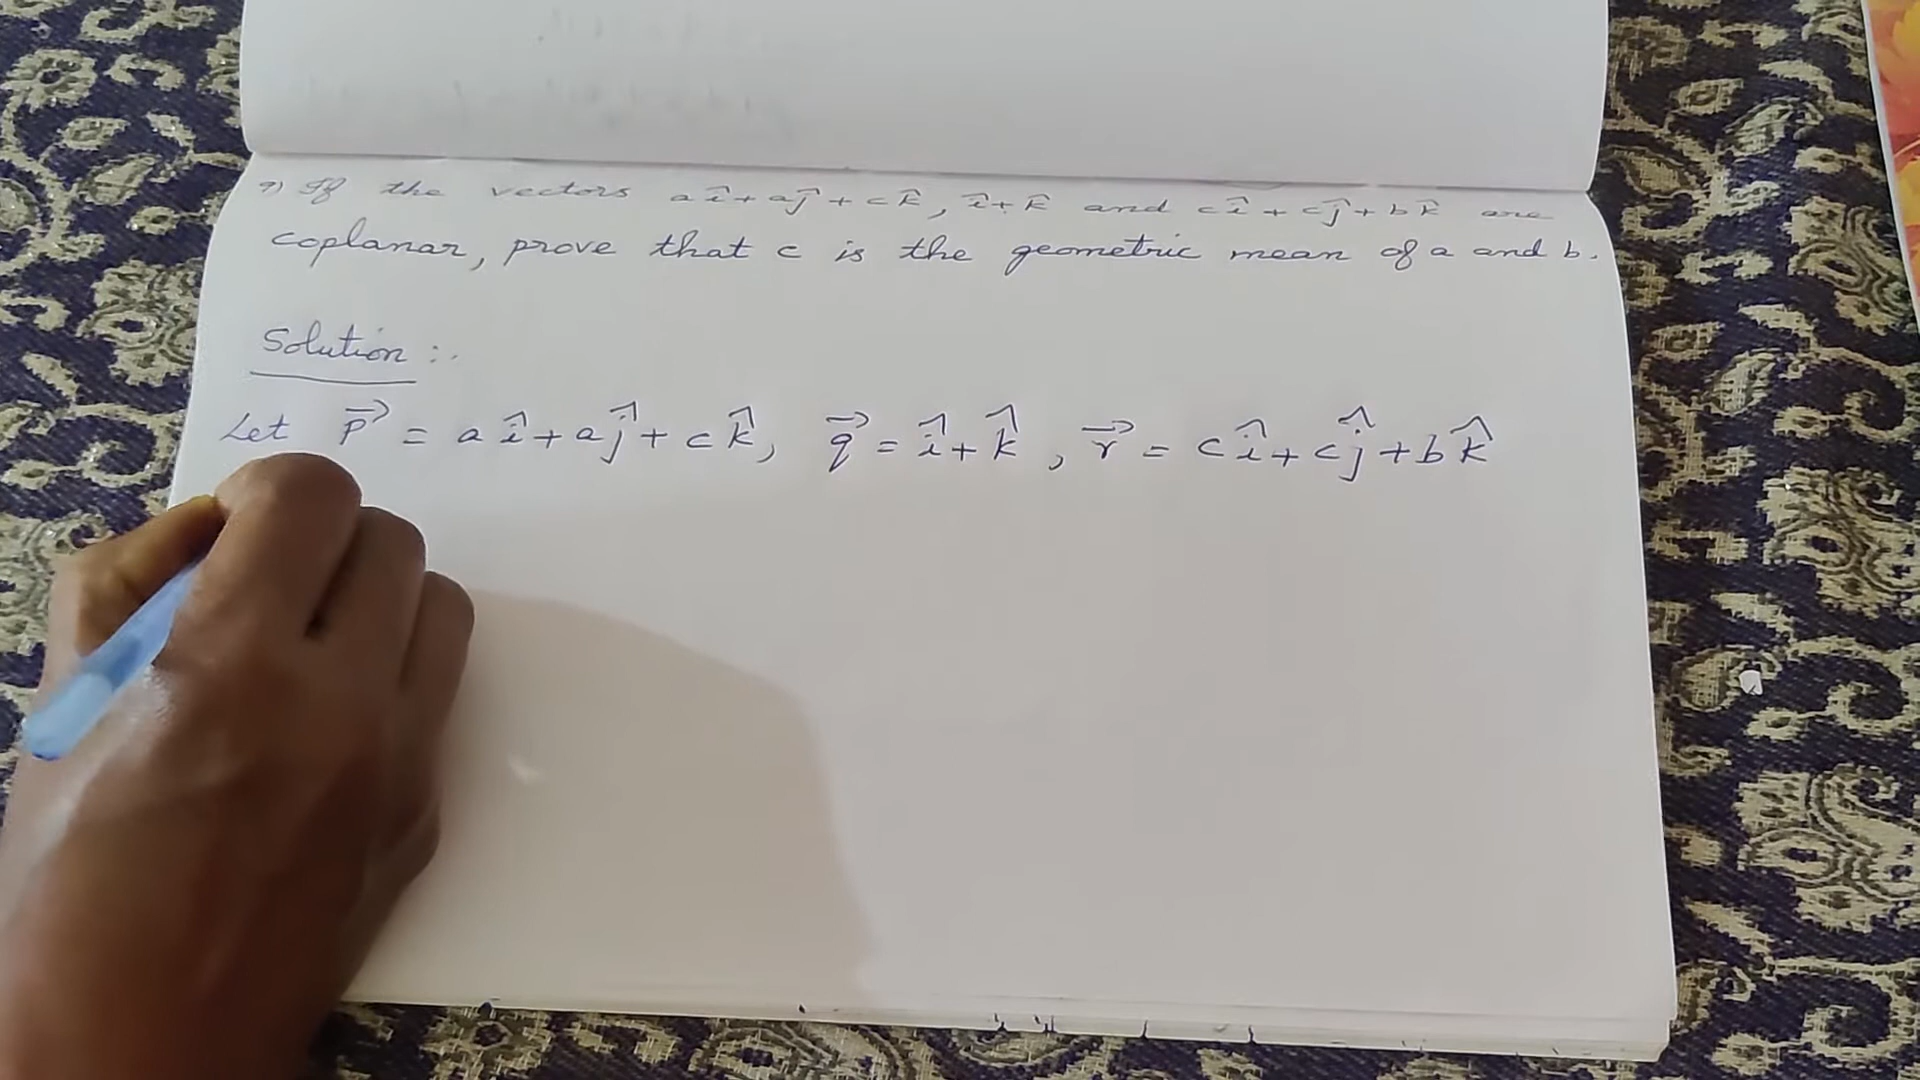 9) If the vectors aî+aĵ+ck̂, î+k̂ and cî+cĵ+bk̂ are
coplanar, prove that c is the geometric mean of a and b.
Solution :-
Let p⃗ = aî+aĵ+ck̂, q⃗ = î+k̂, r⃗ = cî+cĵ+bk̂